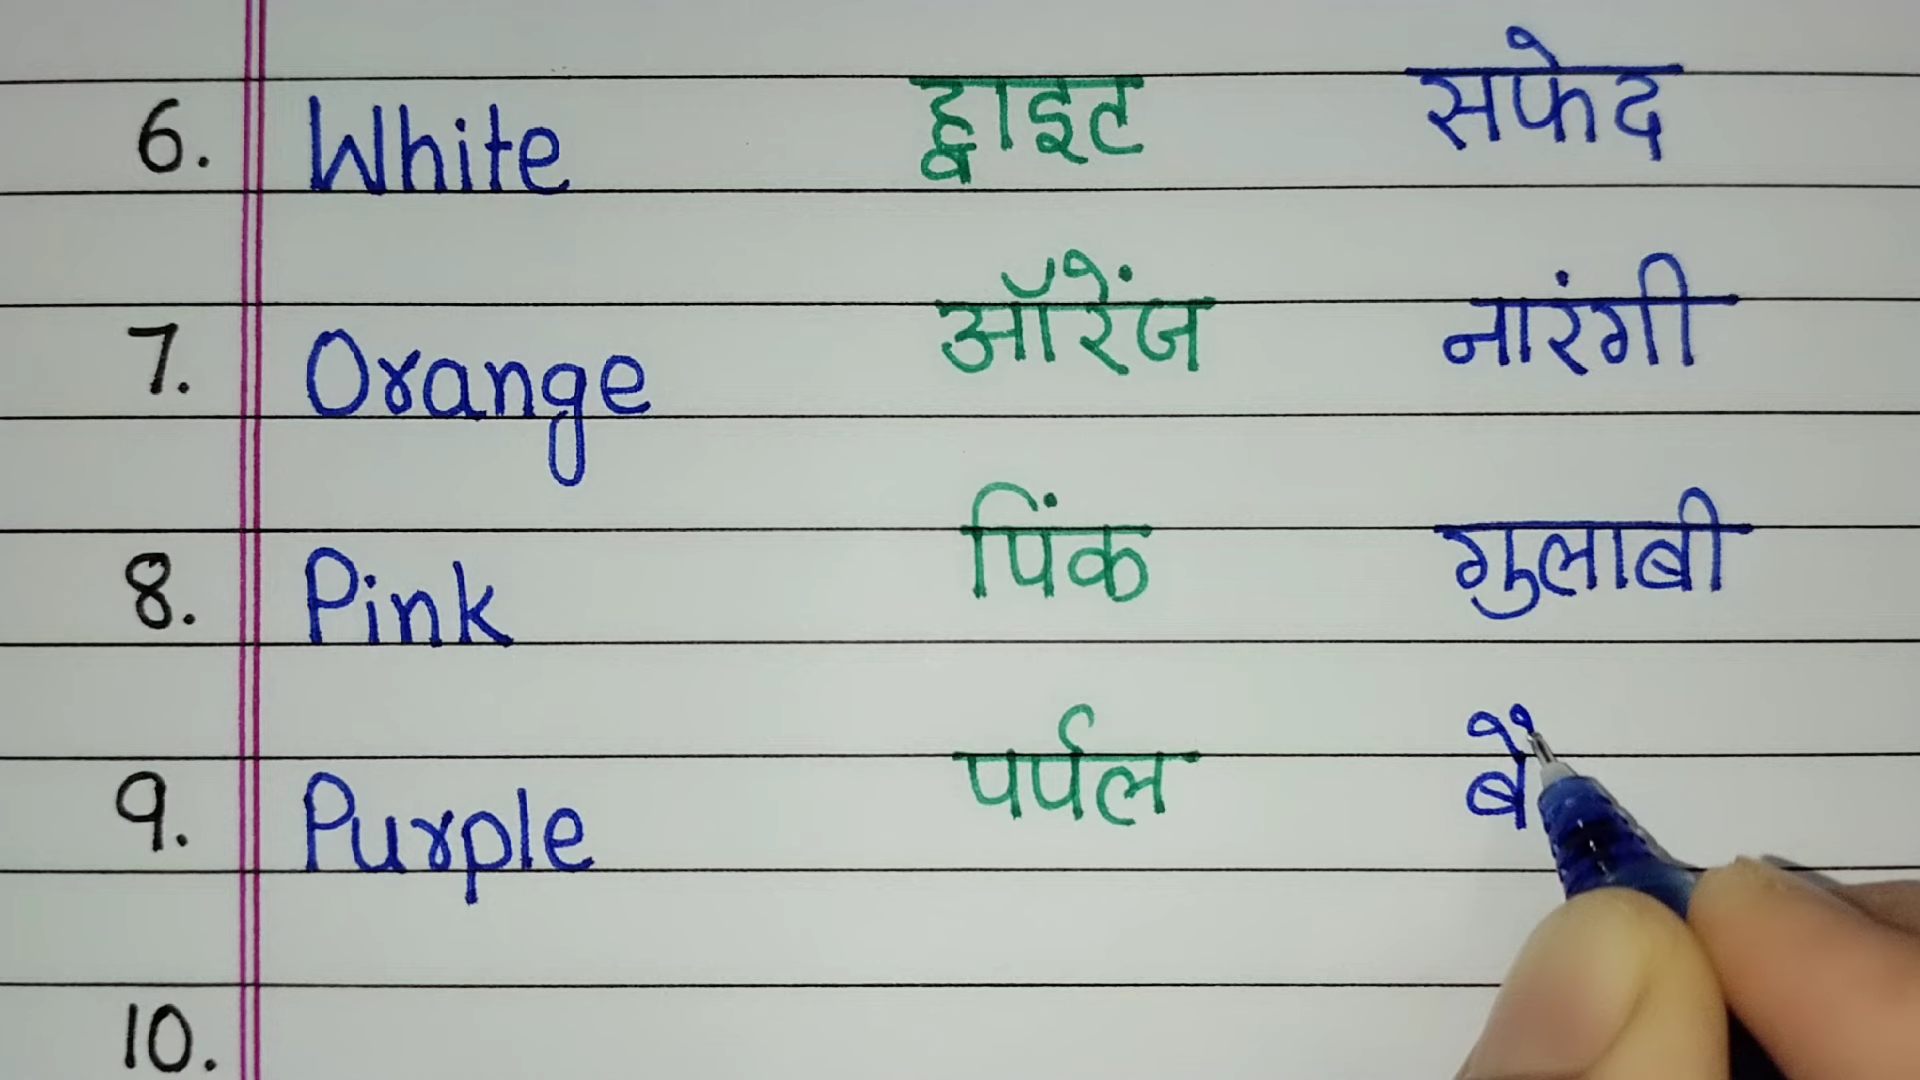 6. White ह्वाइट सफेद
7. Orange ऑरेंज नारंगी
8. Pink पिंक गुलाबी
9. Purple पर्पल बैं
10.